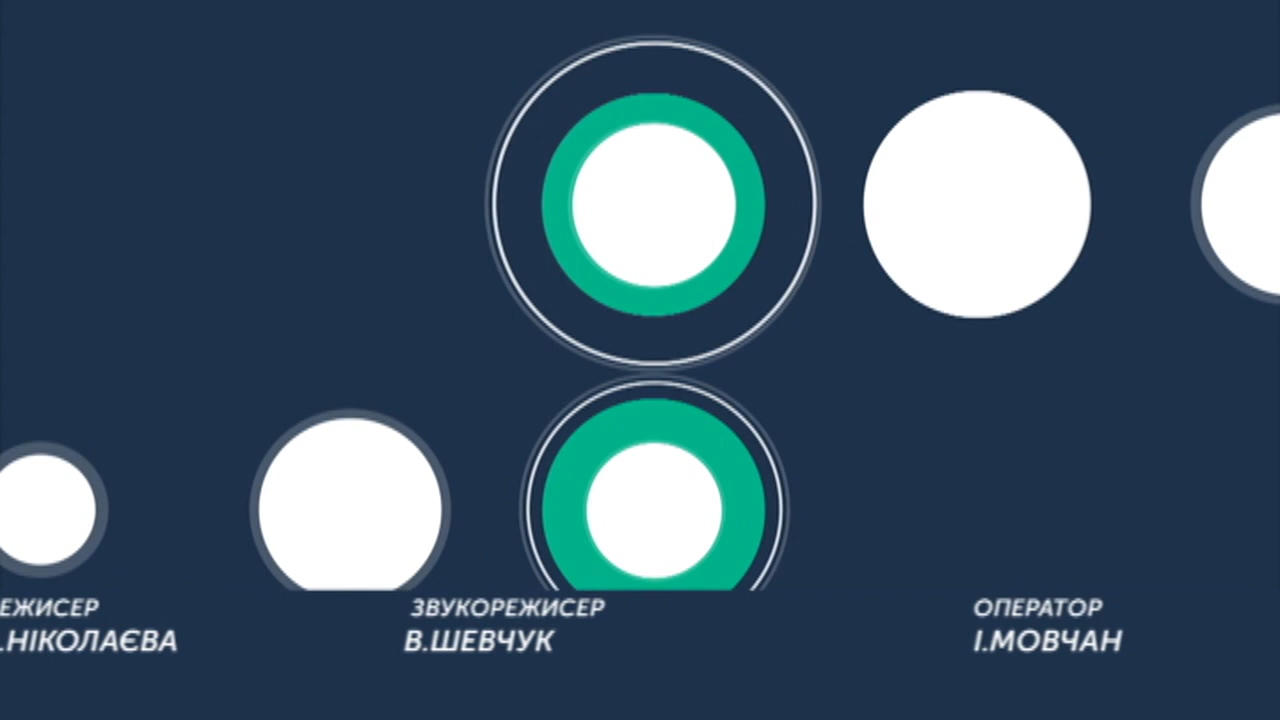 ЕЖИСЕР
.НІКОЛАЄВА
ЗВУКОРЕЖИСЕР
В.ШЕВЧУК
ОПЕРАТОР
І.МОВЧАН